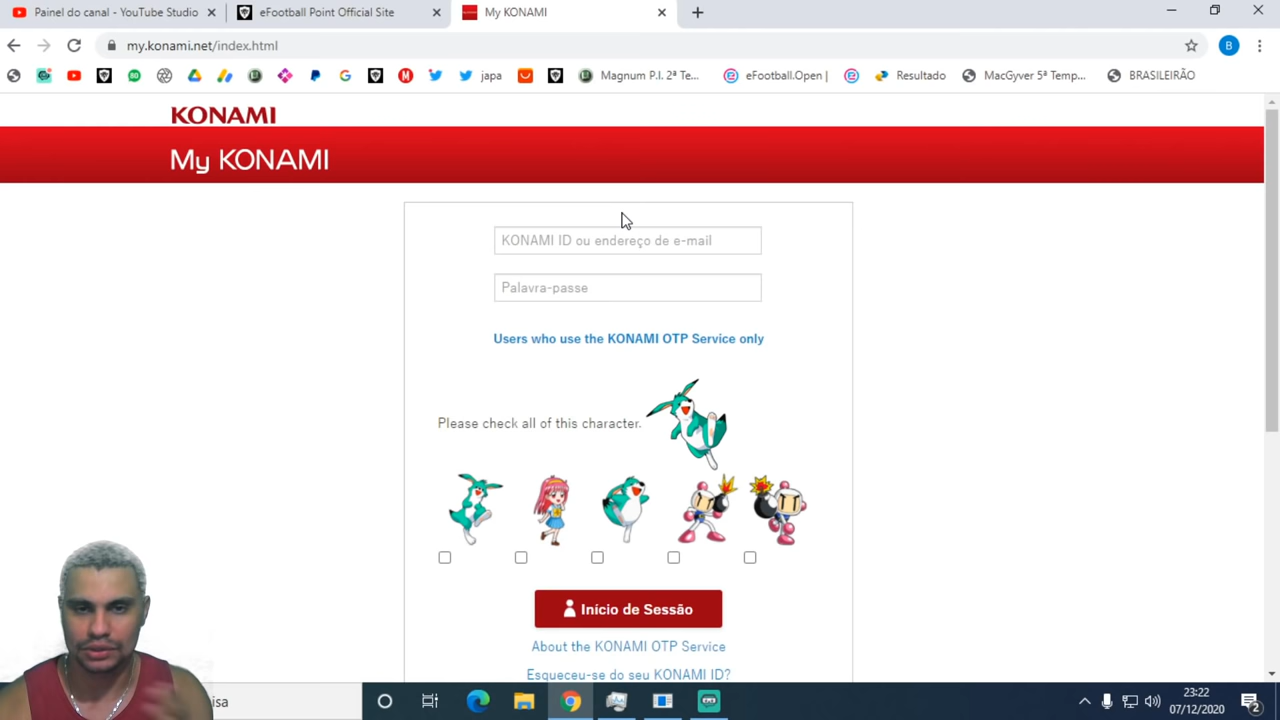 Painel do canal - YouTube Studio
eFootball Point Official Site
My KONAMI
my.konami.net/index.html
B
japa
Magnum P.I. 2ª Te...
eFootball.Open |
Resultado
MacGyver 5ª Temp...
BRASILEIRÃO
KONAMI
My KONAMI
KONAMI ID ou endereço de e-mail
Palavra-passe
Users who use the KONAMI OTP Service only
Please check all of this character.
Início de Sessão
About the KONAMI OTP Service
Esqueceu-se do seu KONAMI ID?
isa
23:22
07/12/2020
2